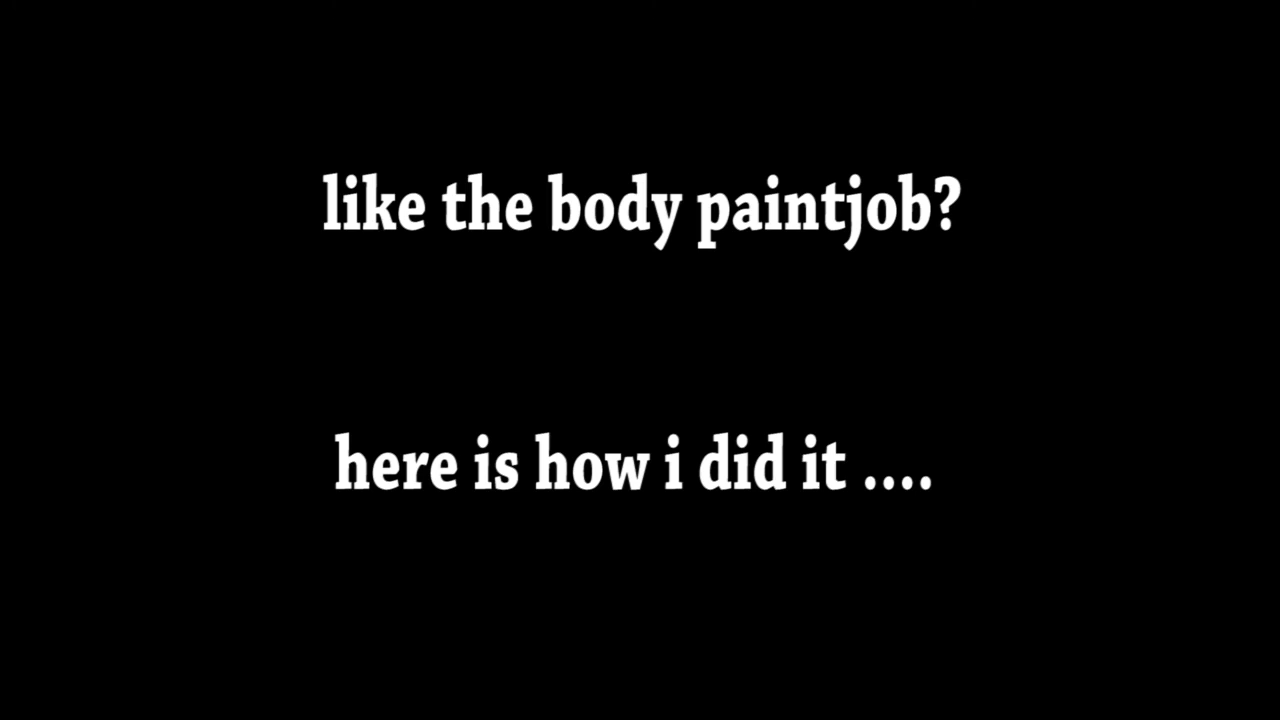 like the body paintjob?
here is how i did it ....